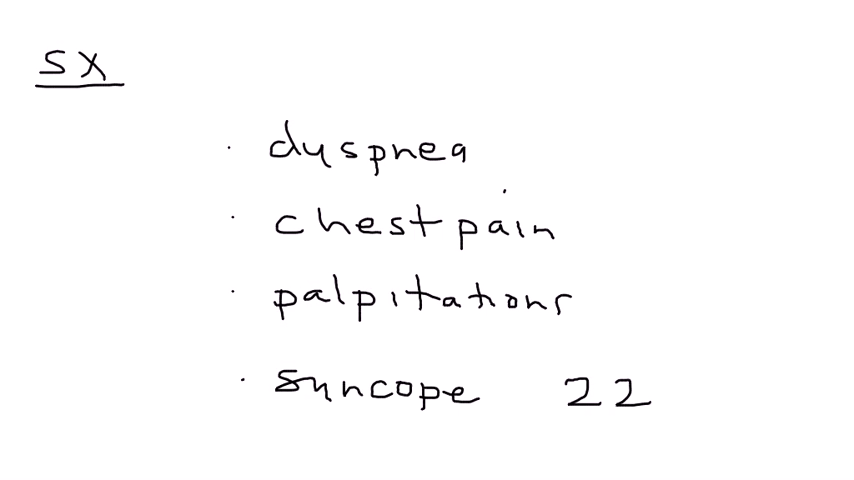 SX
· dyspnea
· chest pain
· palpitations
· syncope 22